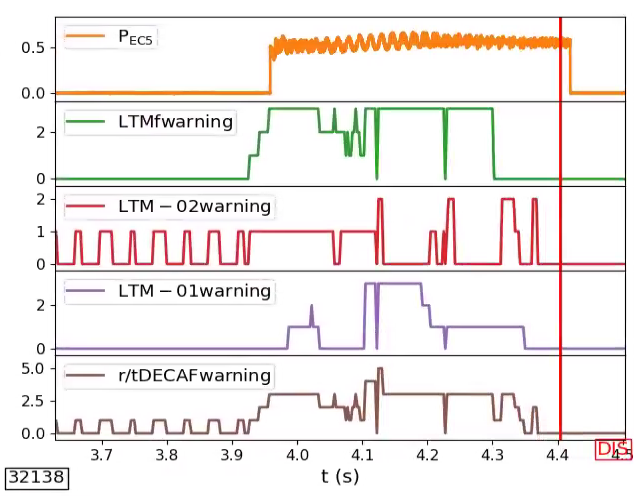 0.5
0.0
P_EC5
2
0
LTMfwarning
2
1
0
LTM − 02warning
2
0
LTM − 01warning
5.0
2.5
0.0
r/tDECAFwarning
3.7 3.8 3.9 4.0 4.1 4.2 4.3 4.4 4.5
DIS
32138
t (s)